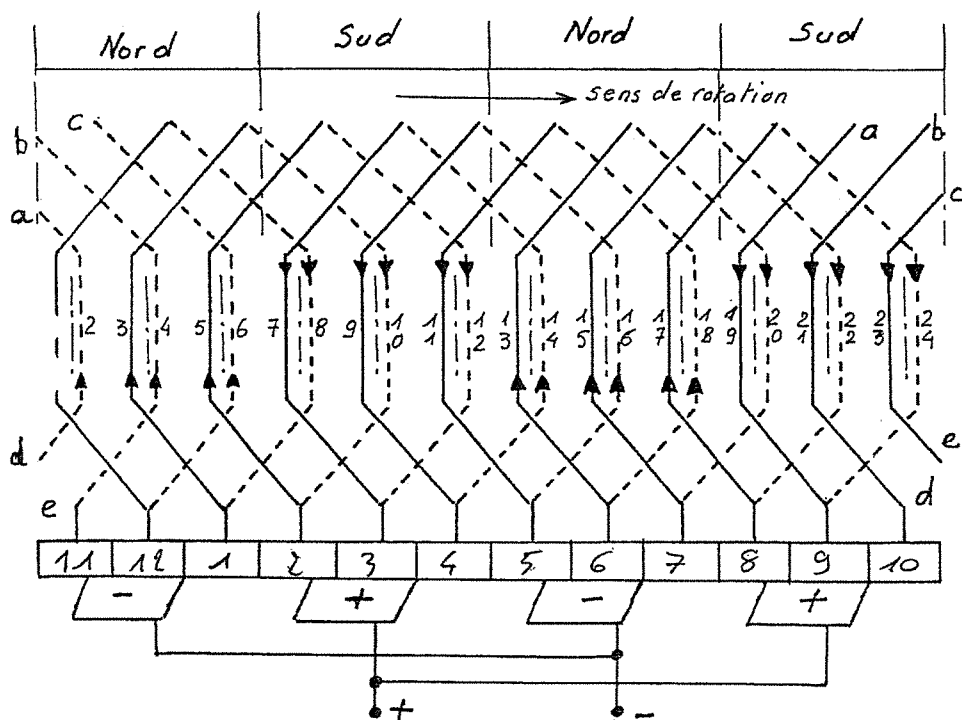 Nord Sud Nord Sud
sens de rotation
c a b
b
a c
2 3 4 5 6 7 8 9 10 11 12 13 14 15 16 17 18 19 20 21 22 23 24
d e
e d
11 12 1 2 3 4 5 6 7 8 9 10
- + - +
+ -